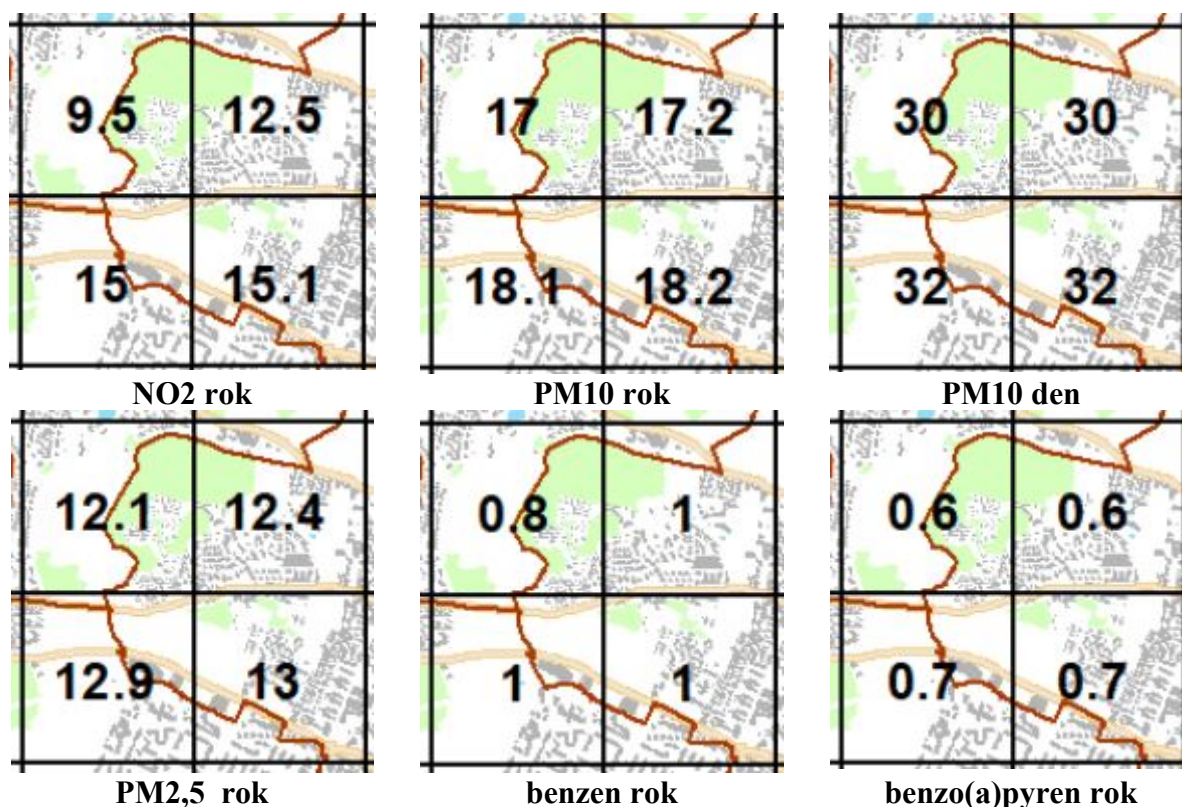 9.5 12.5 17 17.2 30 30
15 15.1 18.1 18.2 32 32
NO2 rok PM10 rok PM10 den
12.1 12.4 0.8 1 0.6 0.6
12.9 13 1 1 0.7 0.7
PM2,5 rok benzen rok benzo(a)pyren rok